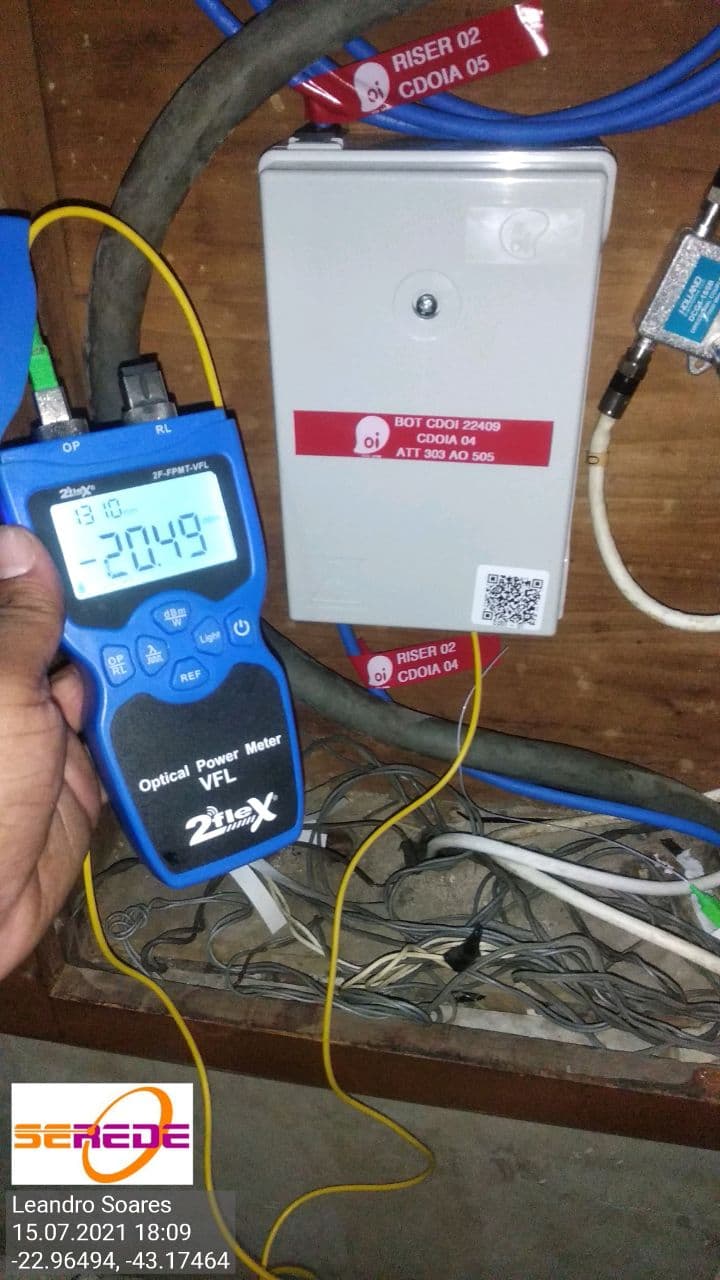 RISER 02
oi CDOIA 05
HOLLAND
OP
RL
2flex
2F-FPMT-VFL
1310
-20.49
dBm
W
OP
RL
λ
Light
REF
Optical Power Meter
VFL
2fleX
BOT CDOI 22409
oi CDOIA 04
ATT 303 AO 505
RISER 02
oi CDOIA 04
SEREDE
Leandro Soares
15.07.2021 18:09
-22.96494, -43.17464